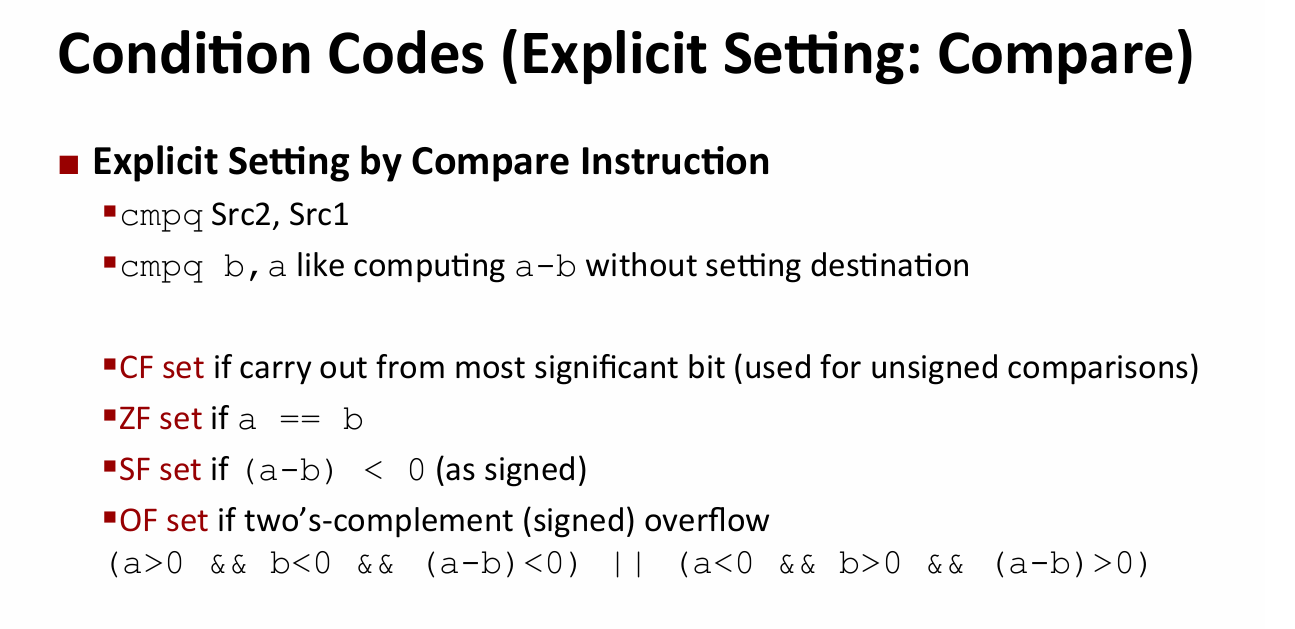 Condition Codes (Explicit Setting: Compare)
Explicit Setting by Compare Instruction
cmpq Src2, Src1
cmpq b, a like computing a-b without setting destination
CF set if carry out from most significant bit (used for unsigned comparisons)
ZF set if a == b
SF set if (a-b) < 0 (as signed)
OF set if two’s-complement (signed) overflow
(a>0 && b<0 && (a-b)<0) || (a<0 && b>0 && (a-b)>0)